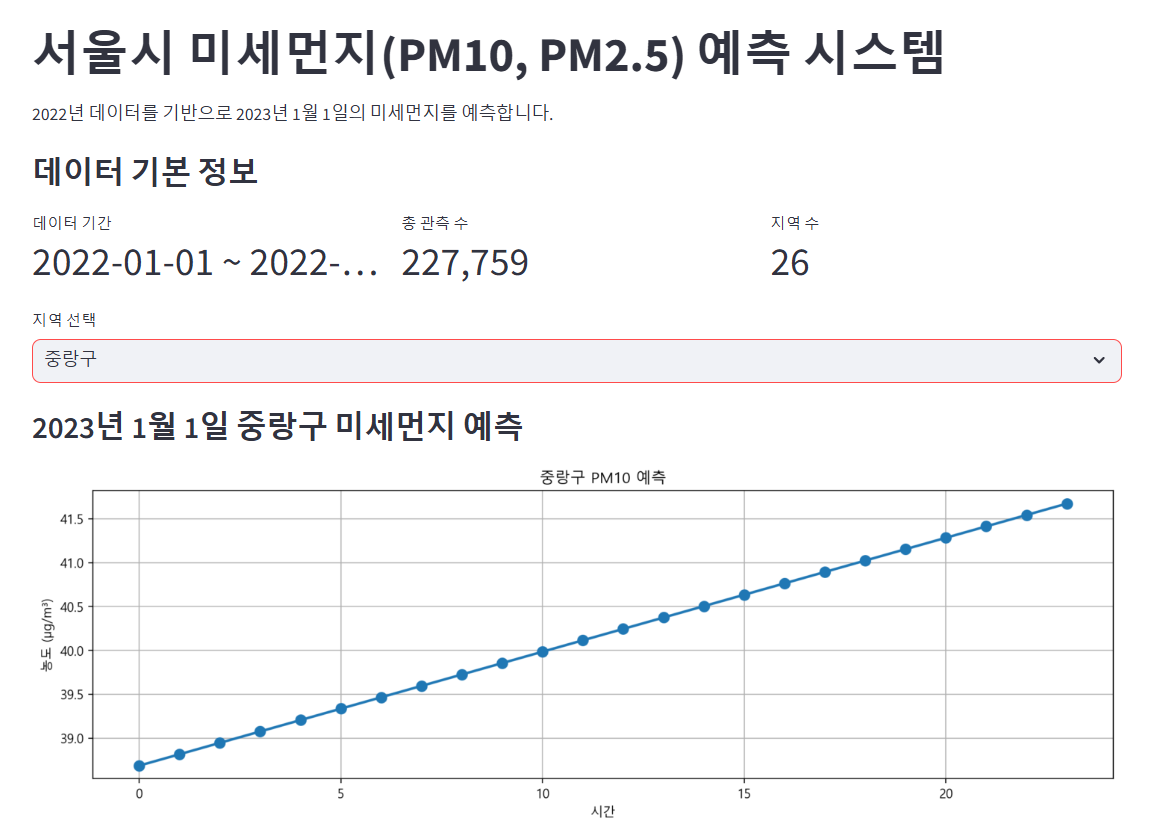 서울시 미세먼지(PM10, PM2.5) 예측 시스템
2022년 데이터를 기반으로 2023년 1월 1일의 미세먼지를 예측합니다.
데이터 기본 정보
데이터 기간
2022-01-01 ~ 2022-...
총 관측 수
227,759
지역 수
26
지역 선택
중랑구
2023년 1월 1일 중랑구 미세먼지 예측
중랑구 PM10 예측
농도 (μg/m³)
41.5
41.0
40.5
40.0
39.5
39.0
0 5 10 15 20
시간